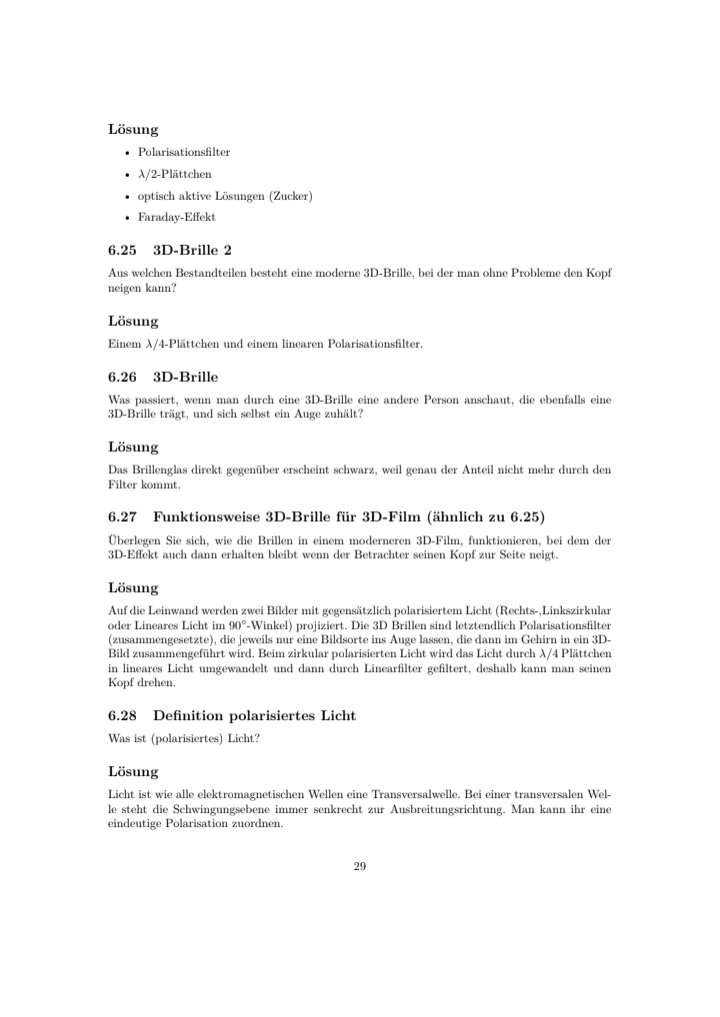 Lösung
• Polarisationsfilter
• λ/2-Plättchen
• optisch aktive Lösungen (Zucker)
• Faraday-Effekt
6.25 3D-Brille 2
Aus welchen Bestandteilen besteht eine moderne 3D-Brille, bei der man ohne Probleme den Kopf
neigen kann?
Lösung
Einem λ/4-Plättchen und einem linearen Polarisationsfilter.
6.26 3D-Brille
Was passiert, wenn man durch eine 3D-Brille eine andere Person anschaut, die ebenfalls eine
3D-Brille trägt, und sich selbst ein Auge zuhält?
Lösung
Das Brillenglas direkt gegenüber erscheint schwarz, weil genau der Anteil nicht mehr durch den
Filter kommt.
6.27 Funktionsweise 3D-Brille für 3D-Film (ähnlich zu 6.25)
Überlegen Sie sich, wie die Brillen in einem moderneren 3D-Film, funktionieren, bei dem der
3D-Effekt auch dann erhalten bleibt wenn der Betrachter seinen Kopf zur Seite neigt.
Lösung
Auf die Leinwand werden zwei Bilder mit gegensätzlich polarisiertem Licht (Rechts-,Linkszirkular
oder Lineares Licht im 90°-Winkel) projiziert. Die 3D Brillen sind letztendlich Polarisationsfilter
(zusammengesetzte), die jeweils nur eine Bildsorte ins Auge lassen, die dann im Gehirn in ein 3D-
Bild zusammengeführt wird. Beim zirkular polarisierten Licht wird das Licht durch λ/4 Plättchen
in lineares Licht umgewandelt und dann durch Linearfilter gefiltert, deshalb kann man seinen
Kopf drehen.
6.28 Definition polarisiertes Licht
Was ist (polarisiertes) Licht?
Lösung
Licht ist wie alle elektromagnetischen Wellen eine Transversalwelle. Bei einer transversalen Wel-
le steht die Schwingungsebene immer senkrecht zur Ausbreitungsrichtung. Man kann ihr eine
eindeutige Polarisation zuordnen.
29